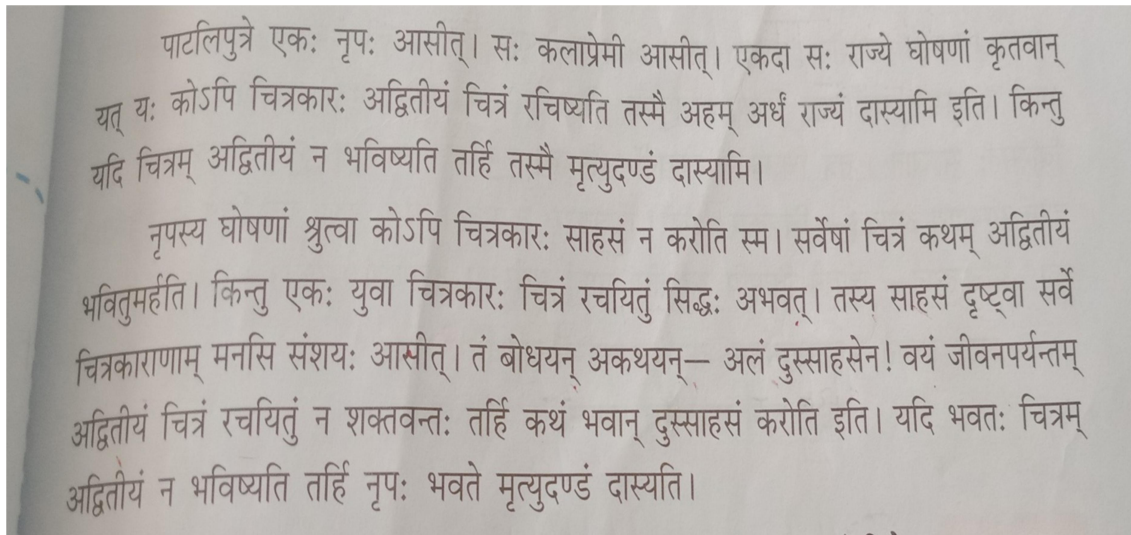 पाटलिपुत्रे एकः नृपः आसीत्। सः कलाप्रेमी आसीत्। एकदा सः राज्ये घोषणां कृतवान्
यत् यः कोऽपि चित्रकारः अद्वितीयं चित्रं रचिष्यति तस्मै अहम् अर्धं राज्यं दास्यामि इति। किन्तु
यदि चित्रम् अद्वितीयं न भविष्यति तर्हि तस्मै मृत्युदण्डं दास्यामि।
नृपस्य घोषणां श्रुत्वा कोऽपि चित्रकारः साहसं न करोति स्म। सर्वेषां चित्रं कथम् अद्वितीयं
भवितुमर्हति। किन्तु एकः युवा चित्रकारः चित्रं रचयितुं सिद्धः अभवत्। तस्य साहसं दृष्ट्वा सर्वे
चित्रकाराणाम् मनसि संशयः आसीत्। तं बोधयन् अकथयन्– अलं दुस्साहसेन! वयं जीवनपर्यन्तम्
अद्वितीयं चित्रं रचयितुं न शक्तवन्तः तर्हि कथं भवान् दुस्साहसं करोति इति। यदि भवतः चित्रम्
अद्वितीयं न भविष्यति तर्हि नृपः भवते मृत्युदण्डं दास्यति।